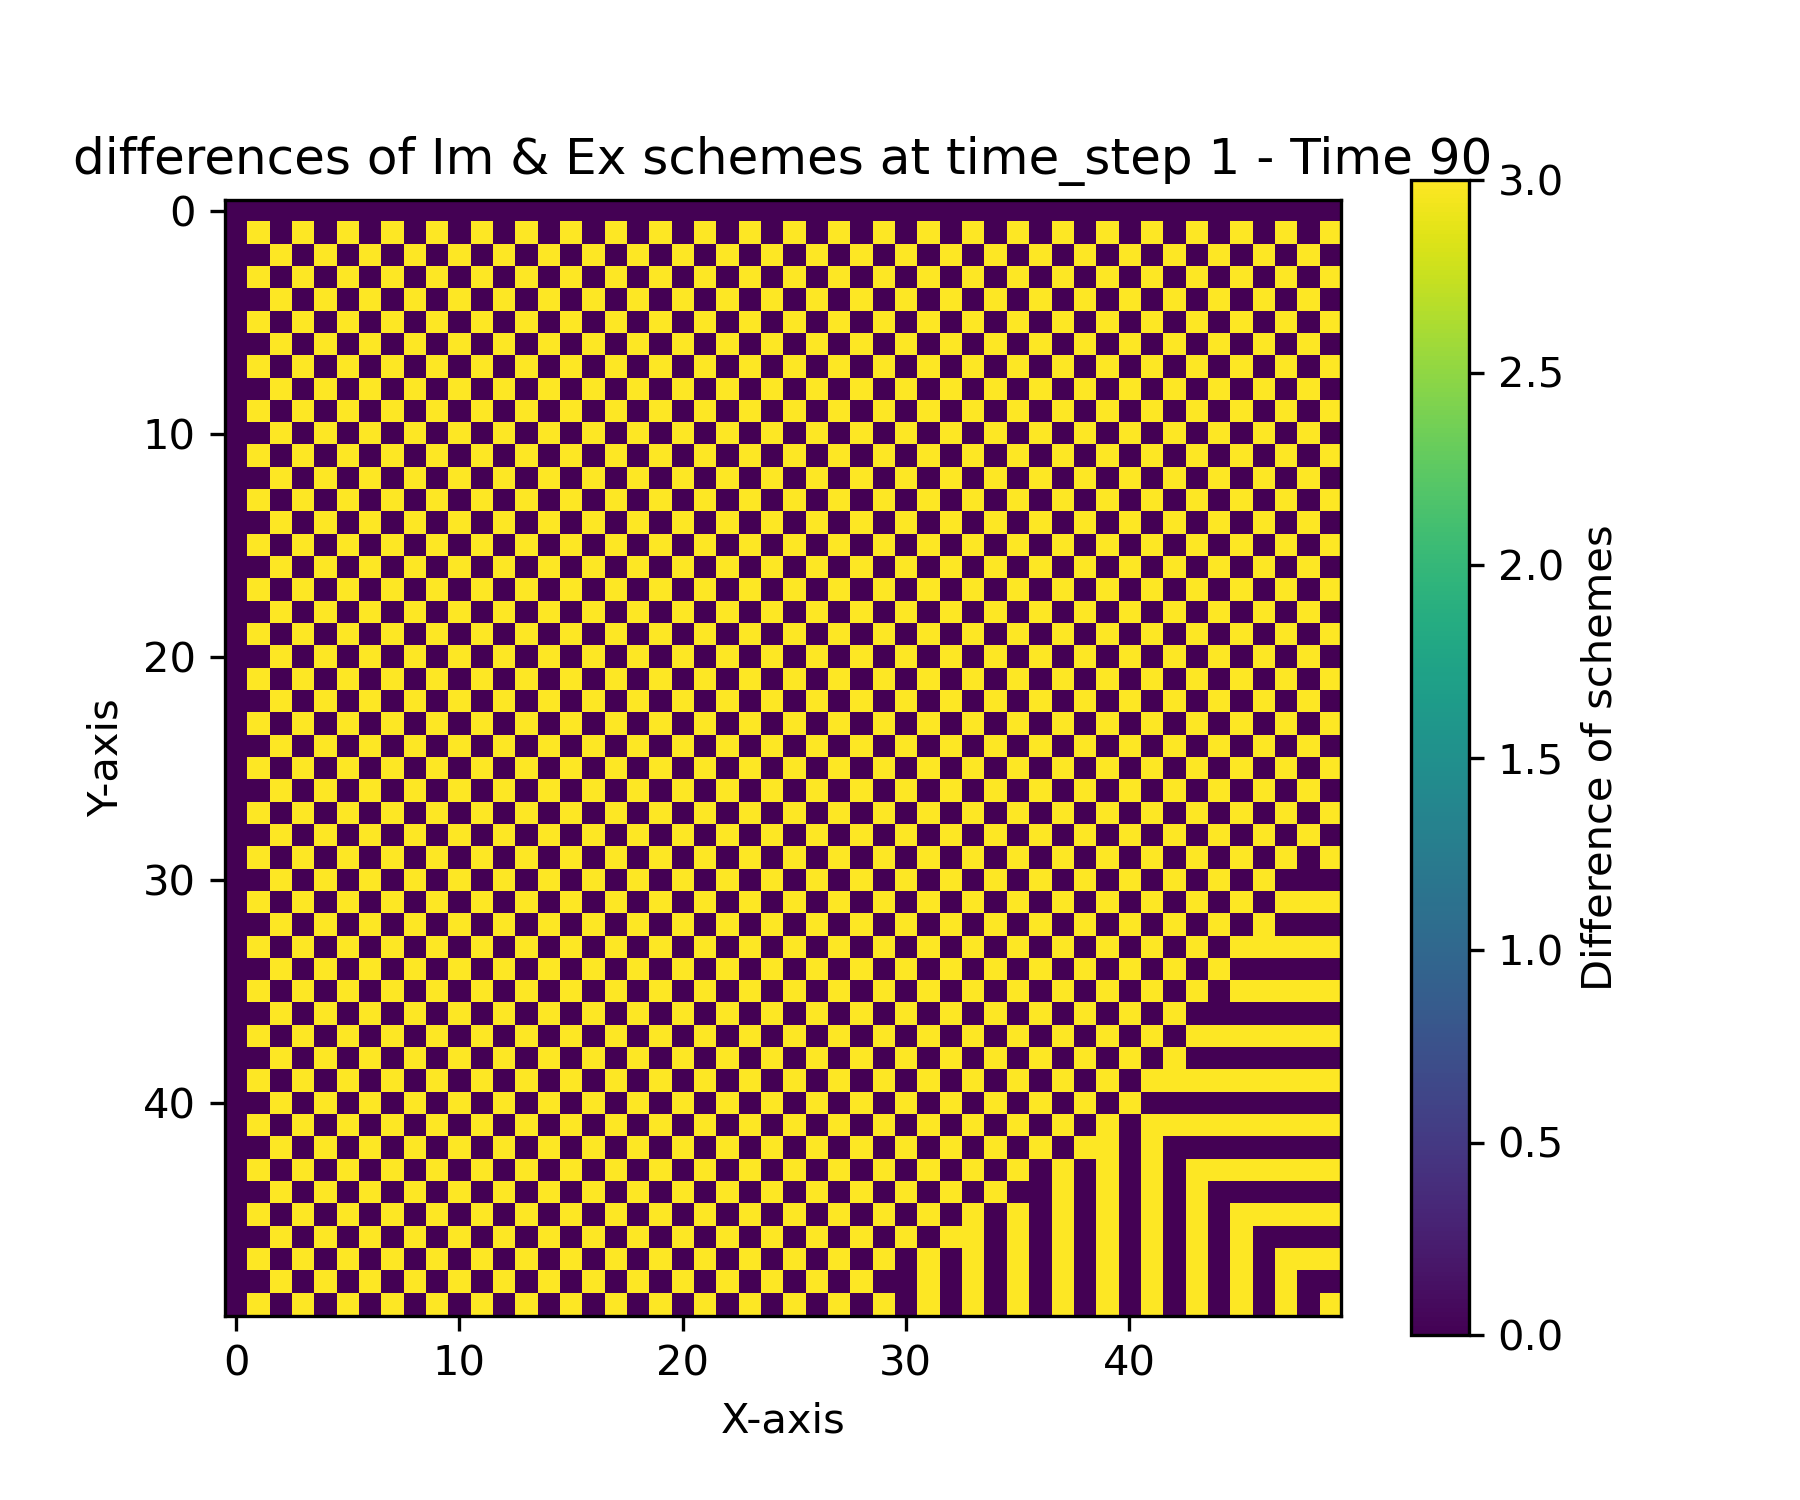 differences of Im & Ex schemes at time_step 1 - Time 90
0
10
20
30
40
Y-axis
0 10 20 30 40
X-axis
3.0
2.5
2.0
1.5
1.0
0.5
0.0
Difference of schemes